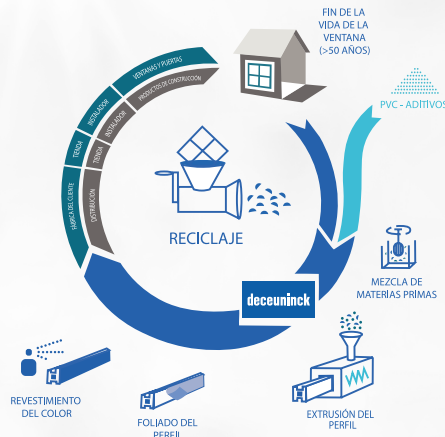 FIN DE LA
VIDA DE LA
VENTANA
(>50 AÑOS)
PVC - ADITIVOS
VENTANAS Y PUERTAS
PRODUCTOS DE CONSTRUCCIÓN
INSTALADOR
INSTALADOR
TIENDA
TIENDA
FABRICA DEL CLIENTE
DISTRIBUCIÓN
RECICLAJE
deceuninck
MEZCLA DE
MATERIAS PRIMAS
EXTRUSIÓN DEL
PERFIL
FOLIADO DEL
PERFIL
REVESTIMIENTO
DEL COLOR